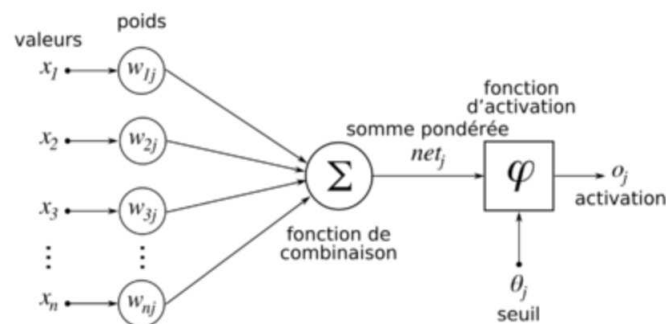 poids
valeurs
x1 w1j
x2 w2j
x3 w3j
⋮ ⋮
xn wnj
Σ
fonction de
combinaison
somme pondérée
netj
fonction
d'activation
φ
oj
activation
θj
seuil